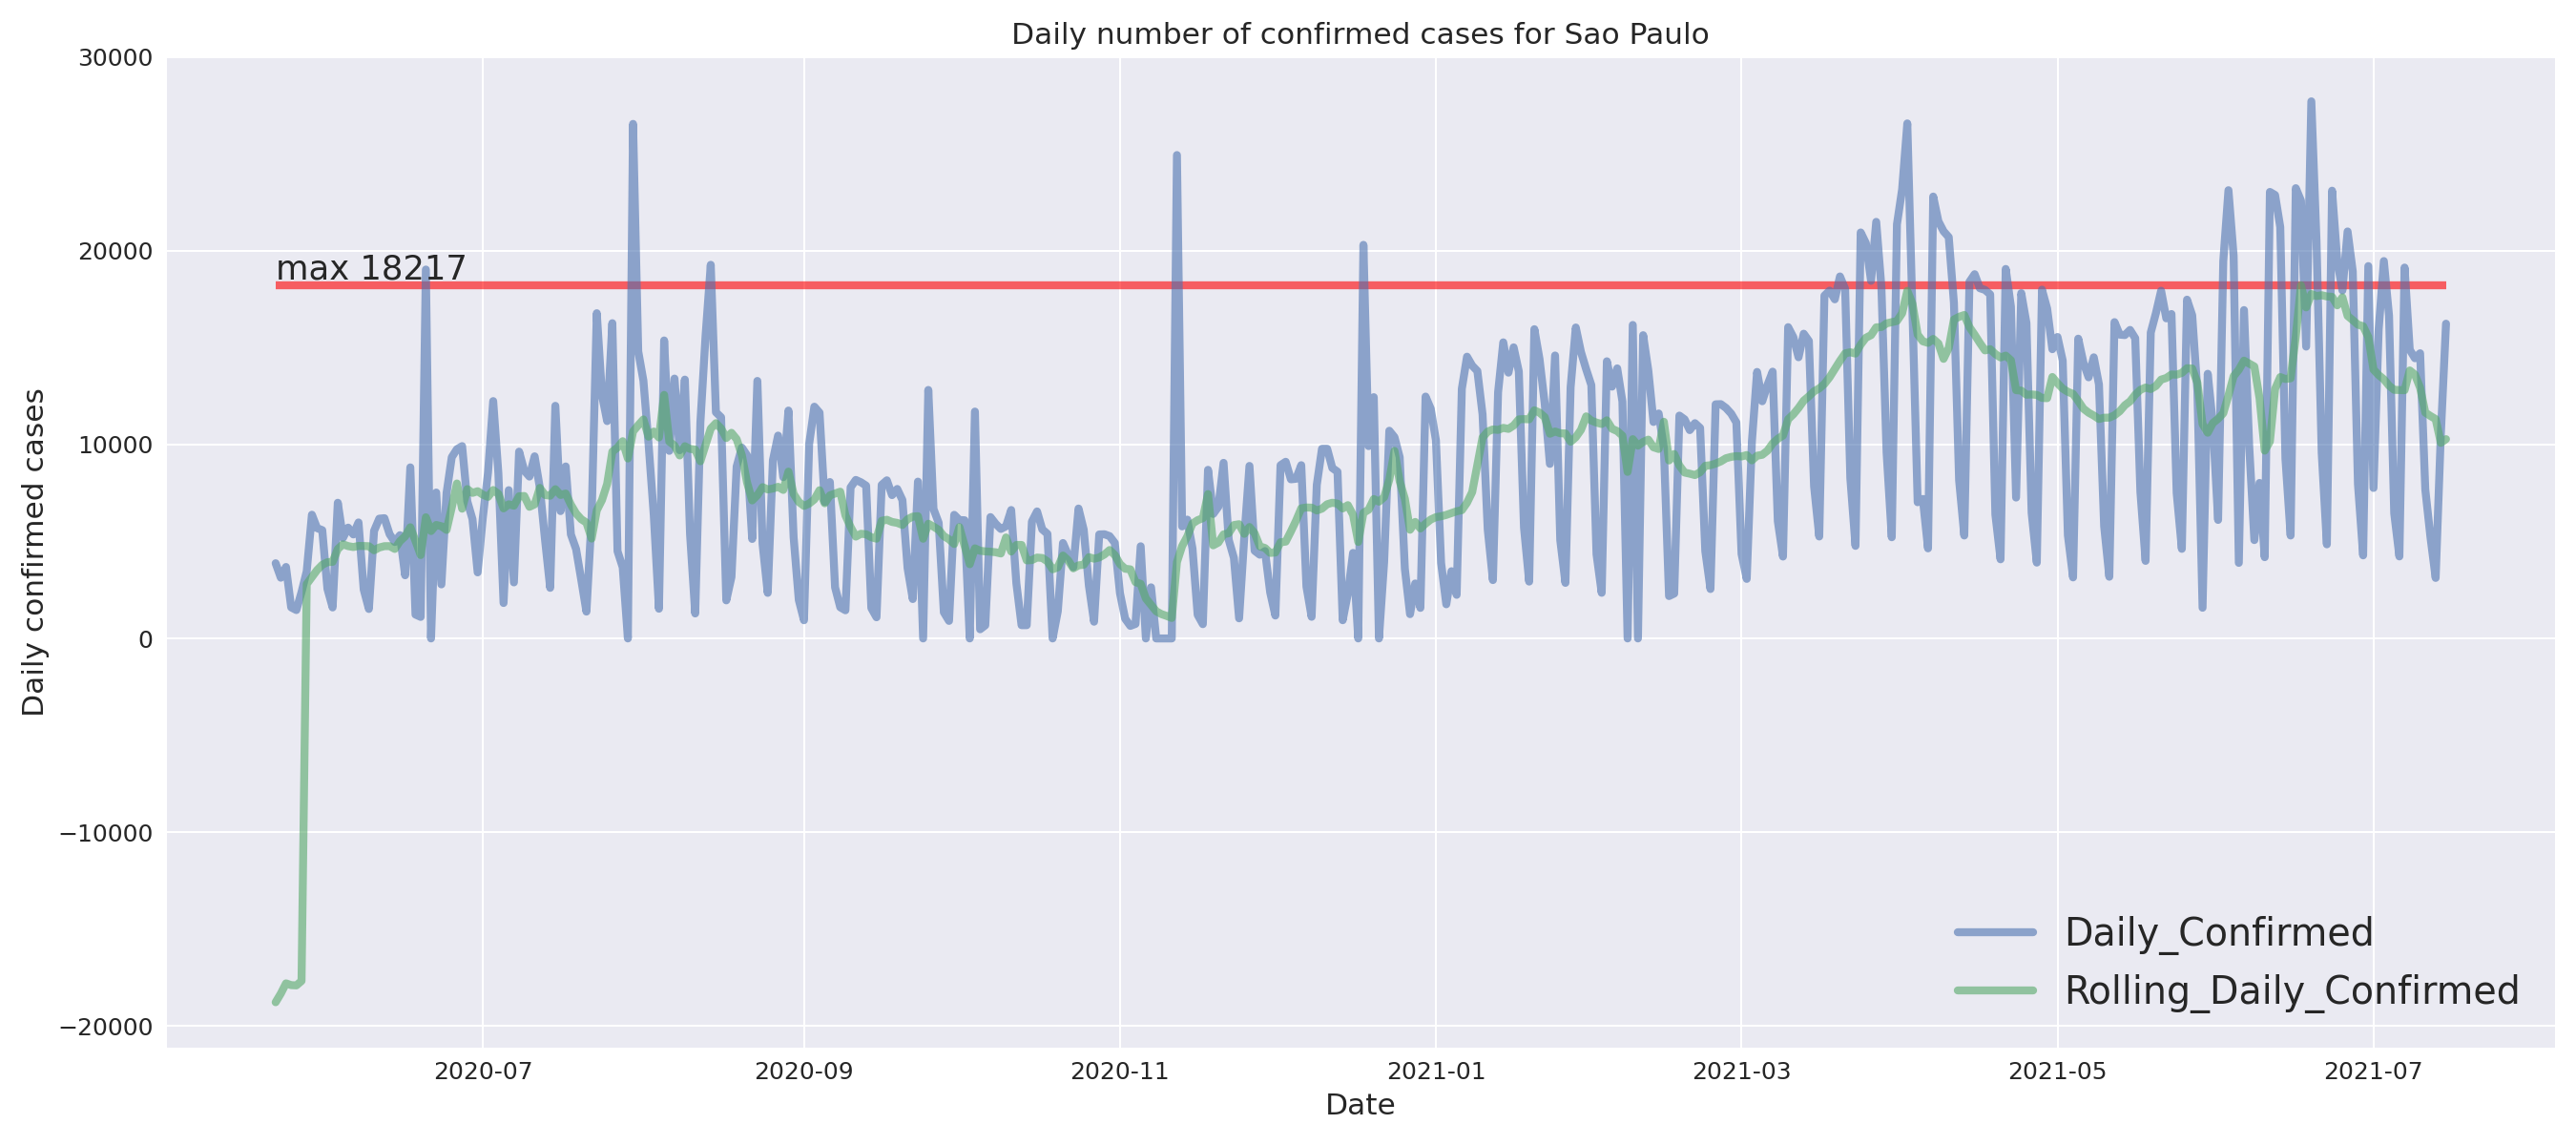 Daily number of confirmed cases for Sao Paulo
30000
20000
10000
0
−10000
−20000
Daily confirmed cases
max 18217
Daily_Confirmed
Rolling_Daily_Confirmed
2020-07 2020-09 2020-11 2021-01 2021-03 2021-05 2021-07
Date